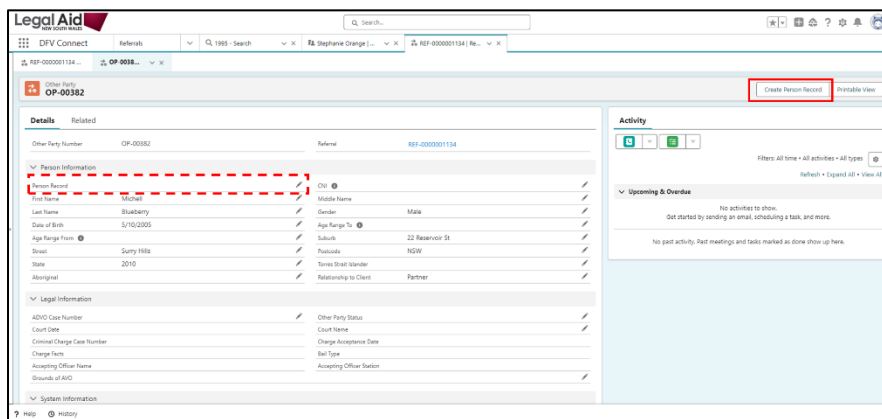 Legal Aid
NEW SOUTH WALES
Search...
DFV Connect
Referrals
1995 - Search
Stephanie Orange | ...
REF-0000001134 | Re...
REF-0000001134 ...
OP-0038...
Other Party
OP-00382
Create Person Record
Printable View
Details
Related
Other Party Number
OP-00382
Referral
REF-0000001134
Person Information
Person Record
CNI
First Name
Michell
Middle Name
Last Name
Blueberry
Gender
Male
Date of Birth
5/10/2005
Age Range To
Age Range From
Suburb
22 Reservoir St
Street
Surry Hills
Postcode
NSW
State
2010
Torres Strait Islander
Aboriginal
Relationship to Client
Partner
Legal Information
ADVO Case Number
Other Party Status
Court Date
Court Name
Criminal Charge Case Number
Charge Acceptance Date
Charge Facts
Bail Type
Accepting Officer Name
Accepting Officer Station
Grounds of AVO
System Information
Activity
Filters: All time • All activities • All types
Refresh • Expand All • View All
Upcoming & Overdue
No activities to show.
Get started by sending an email, scheduling a task, and more.
No past activity. Past meetings and tasks marked as done show up here.
? Help
History